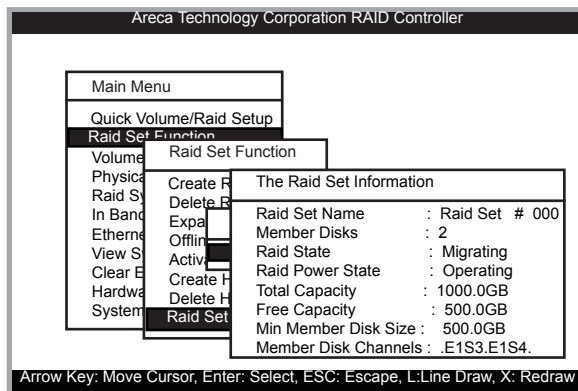 Areca Technology Corporation RAID Controller
Main Menu
Quick Volume/Raid Setup
Raid Set Function
Volume
Physica
Raid Sy
In Band
Etherne
View S
Clear E
Hardwa
System
Raid Set Function
Create R
Delete R
Expa
Offlin
Activa
Create H
Delete H
Raid Set
The Raid Set Information
Raid Set Name : Raid Set # 000
Member Disks : 2
Raid State : Migrating
Raid Power State : Operating
Total Capacity : 1000.0GB
Free Capacity : 500.0GB
Min Member Disk Size : 500.0GB
Member Disk Channels : .E1S3.E1S4.
Arrow Key: Move Cursor, Enter: Select, ESC: Escape, L:Line Draw, X: Redraw